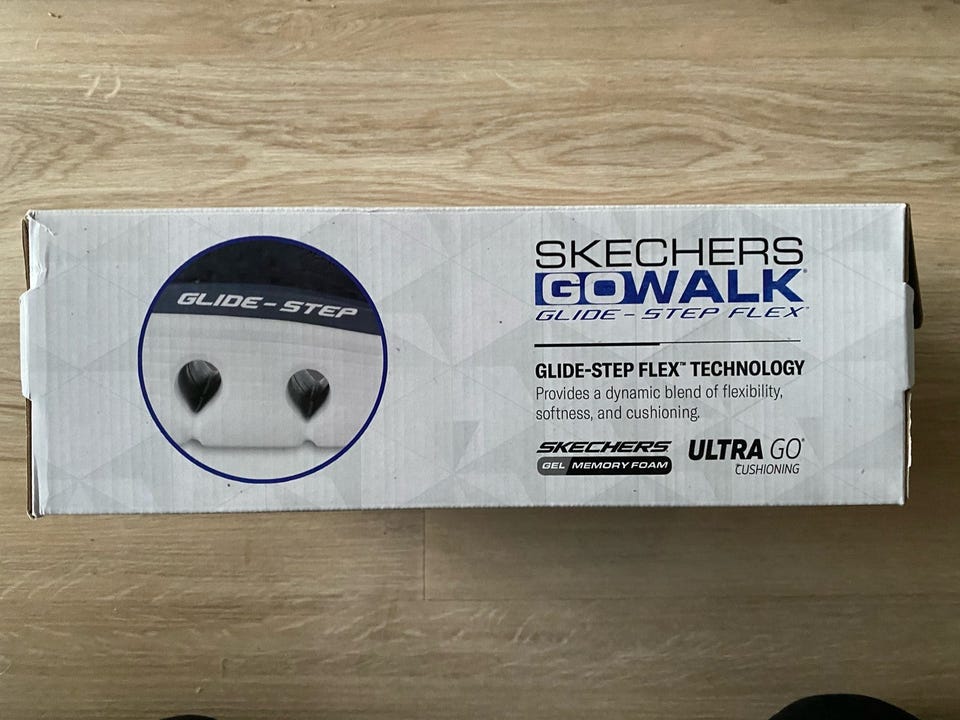 GLIDE-STEP
SKECHERS
GOWALK®
GLIDE-STEP FLEX™
GLIDE-STEP FLEX™ TECHNOLOGY
Provides a dynamic blend of flexibility,
softness, and cushioning.
SKECHERS
GEL MEMORY FOAM
ULTRA GO®
CUSHIONING